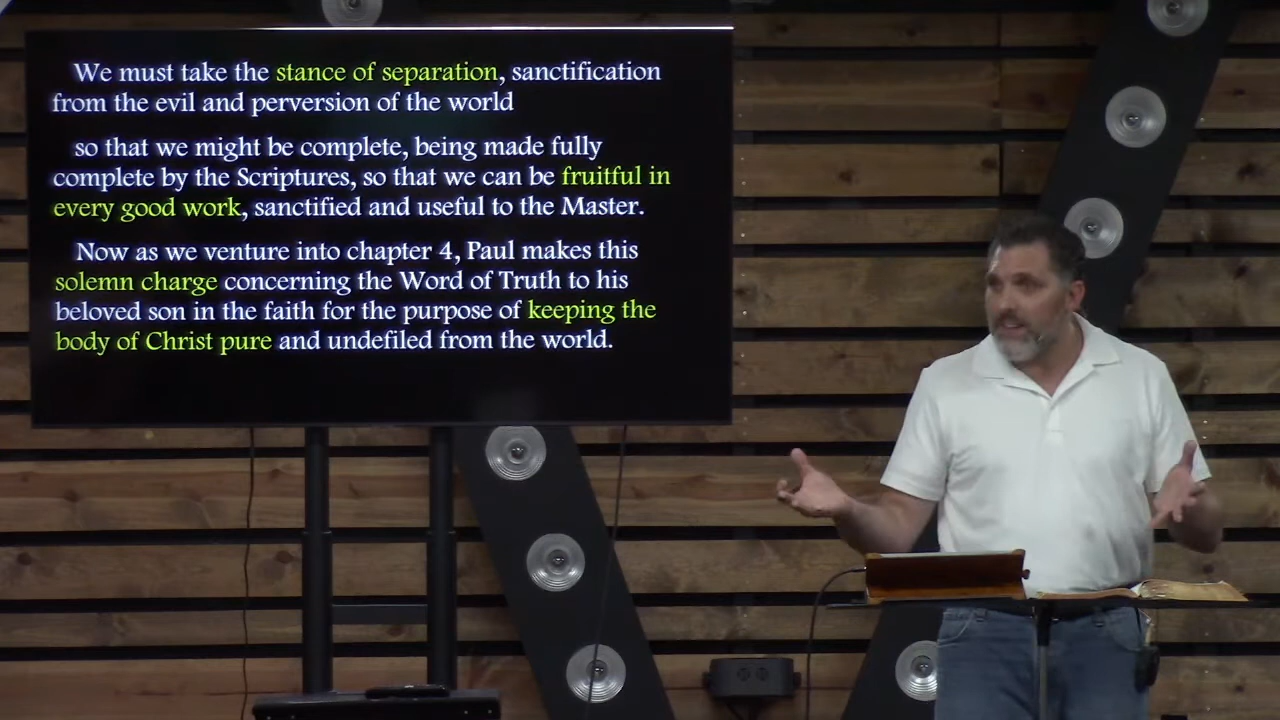 We must take the stance of separation, sanctification
from the evil and perversion of the world
so that we might be complete, being made fully
complete by the Scriptures, so that we can be fruitful in
every good work, sanctified and useful to the Master.
Now as we venture into chapter 4, Paul makes this
solemn charge concerning the Word of Truth to his
beloved son in the faith for the purpose of keeping the
body of Christ pure and undefiled from the world.